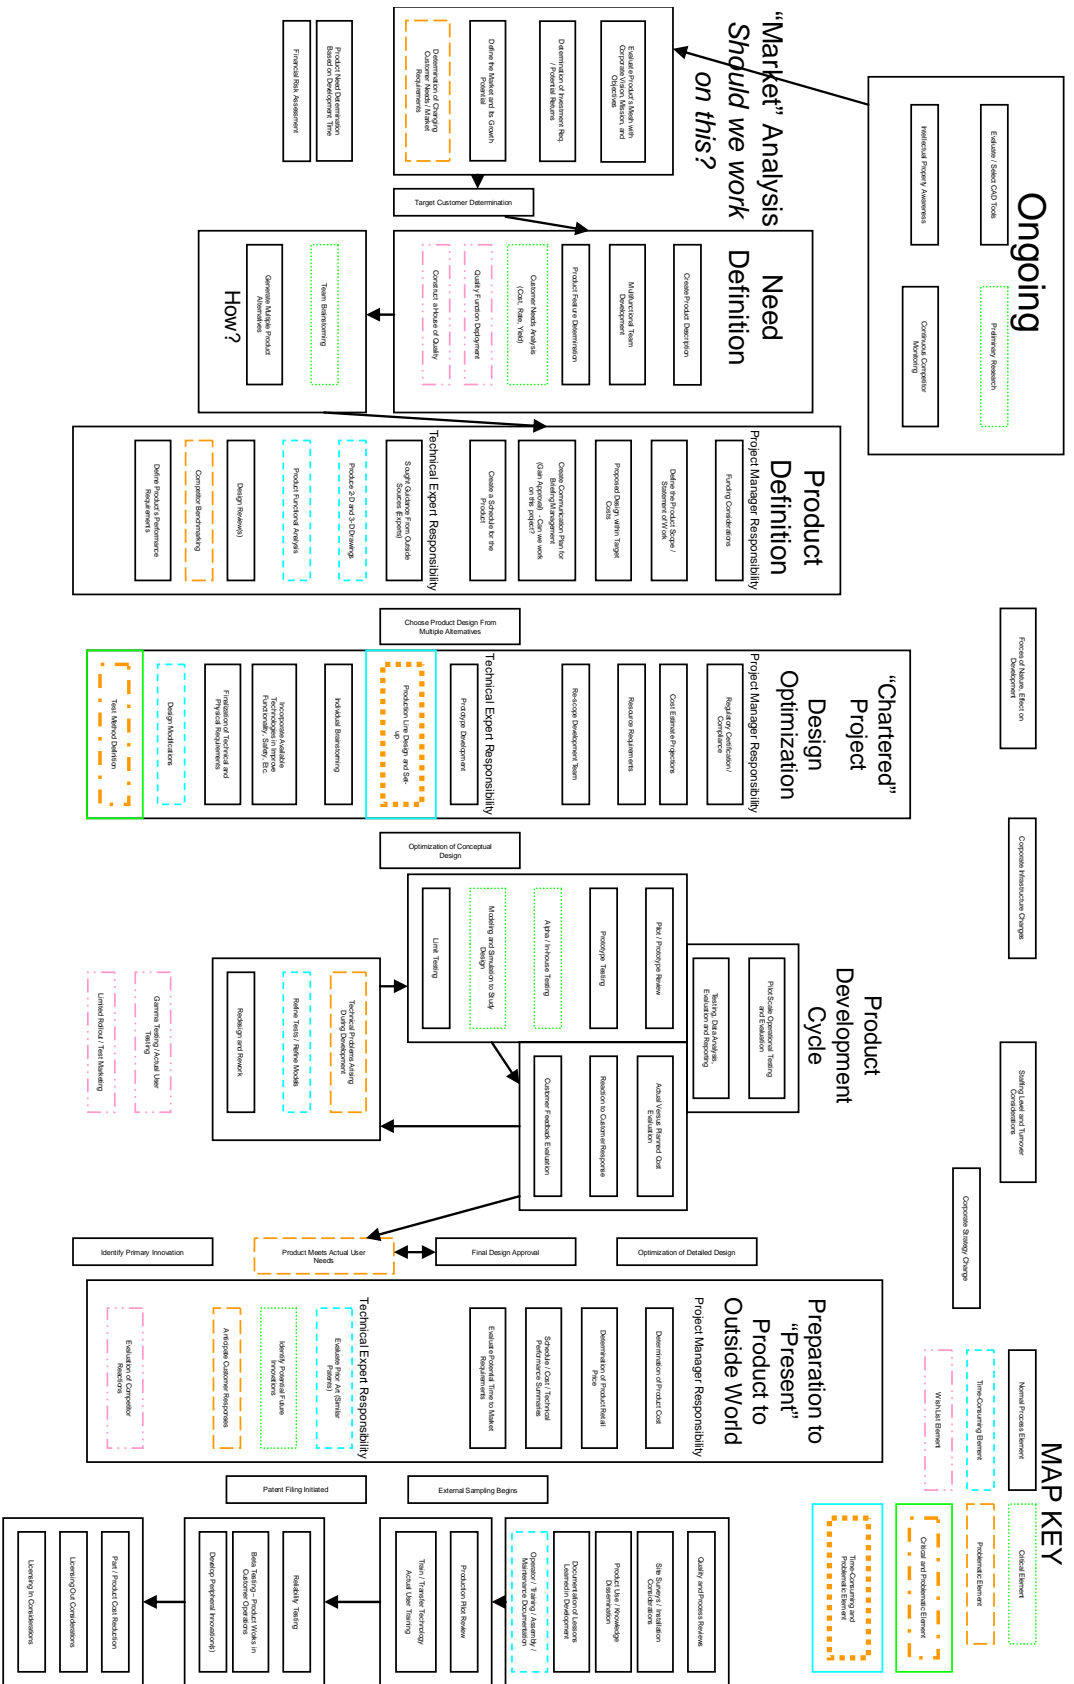 Ongoing
Evaluate / Select CAD Tools
Preliminary Research
Intellectual Property Awareness
Continuous Competitor
Monitoring
"Market" Analysis
Should we work
on this?
Evaluate Product's Mesh with
Corporate Vision, Mission, and
Objectives
Determination of Investment Req.
/ Potential Returns
Define the Market and Its Growth
Potential
Determination of Changing
Customer Needs / Market
Requirements
Product Need Determination
Based on Development Time
Financial Risk Assessment
Target Customer Determination
Need
Definition
Create Product Description
Multifunctional Team
Development
Product Feature Determination
Customer Needs Analysis
(Cost, Rate, Yield)
Quality Function Deployment
Construct a House of Quality
Team Brainstorming
Generate Multiple Product
Alternatives
How?
Product
Definition
Project Manager Responsibility
Funding Considerations
Define the Product Scope /
Statement of Work
Proposed Design within Target
Costs
Create Communication Plan for
Briefing Management
(Gain Approval) - Can we work
on this project?
Create a Schedule for the
Product
Technical Expert Responsibility
Sought Guidance From Outside
Sources (Experts)
Produce 2-D and 3-D Drawings
Product Functional Analysis
Design Review(s)
Competitor Benchmarking
Define Product's Performance
Requirements
Choose Product Design From
Multiple Alternatives
Forces of Nature, Effect on
Development
"Chartered"
Project
Design
Optimization
Project Manager Responsibility
Regulatory Certification /
Compliance
Cost Estimate Projections
Resource Requirements
Re-scope Development Team
Technical Expert Responsibility
Prototype Development
Production Line Design and Set-
up
Individual Brainstorming
Incorporate Available
Technologies in Improve
Functionality, Safety, Etc.
Finalization of Technical and
Physical Requirements
Design Modifications
Test Method Definition
Optimization of Conceptual
Design
Corporate Infrastructure Changes
Product
Development
Cycle
Pilot Scale Operational Testing
and Evaluation
Testing, Data Analysis,
Evaluation and Reporting
Pilot / Prototype Review
Prototype Testing
Alpha / In-house Testing
Modeling and Simulation to Study
Design
Limit Testing
Actual Versus Planned Cost
Evaluation
Reaction to Customer Response
Customer Feedback Evaluation
Technical Problems Arising
During Development
Refine Tests / Refine Models
Redesign and Rework
Gamma Testing / Actual User
Testing
Limited Rollout / Test Marketing
Staffing Level and Turnover
Considerations
Corporate Strategy Change
Optimization of Detailed Design
Final Design Approval
Product Meets Actual User
Needs
Identify Primary Innovation
Preparation to
"Present"
Product to
Outside World
Project Manager Responsibility
Determination of Product Cost
Determination of Product Retail
Price
Schedule / Cost / Technical
Performance Summaries
Evaluate Potential Time to Market
Requirements
Technical Expert Responsibility
Evaluate Prior Art (Similar
Patents)
Identify Potential Future
Innovations
Anticipate Customer Responses
Evaluation of Competitor
Reactions
External Sampling Begins
Patent Filing Initiated
MAP KEY
Normal Process Element
Critical Element
Time-Consuming Element
Problematic Element
Wish List Element
Critical and Problematic Element
Time-Consuming and
Problematic Element
Quality and Process Reviews
Site Surveys / Installation
Considerations
Product Use / Knowledge
Dissemination
Documentation of Lessons
Learned in Development
Operator / Training / Assembly /
Maintenance Documentation
Production Pilot Review
Train / Transfer Technology
Actual User Training
Reliability Testing
Beta Testing – Product Works in
Customer Operations
Develop Peripheral Innovation(s)
Part / Product Cost Reduction
Licensing Out Considerations
Licensing In Considerations